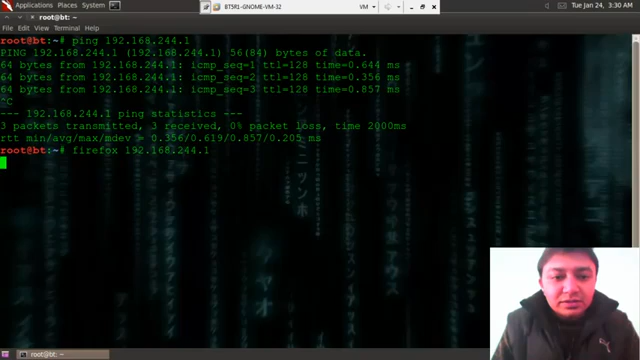 Applications Places System
BT5R1-GNOME-VM-32
VM
Tue Jan 24, 3:30 AM
root@bt: ~
File Edit View Terminal Help
root@bt:~# ping 192.168.244.1
PING 192.168.244.1 (192.168.244.1) 56(84) bytes of data.
64 bytes from 192.168.244.1: icmp_seq=1 ttl=128 time=0.644 ms
64 bytes from 192.168.244.1: icmp_seq=2 ttl=128 time=0.356 ms
64 bytes from 192.168.244.1: icmp_seq=3 ttl=128 time=0.857 ms
^C
--- 192.168.244.1 ping statistics ---
3 packets transmitted, 3 received, 0% packet loss, time 2000ms
rtt min/avg/max/mdev = 0.356/0.619/0.857/0.205 ms
root@bt:~# firefox 192.168.244.1
root@bt: ~